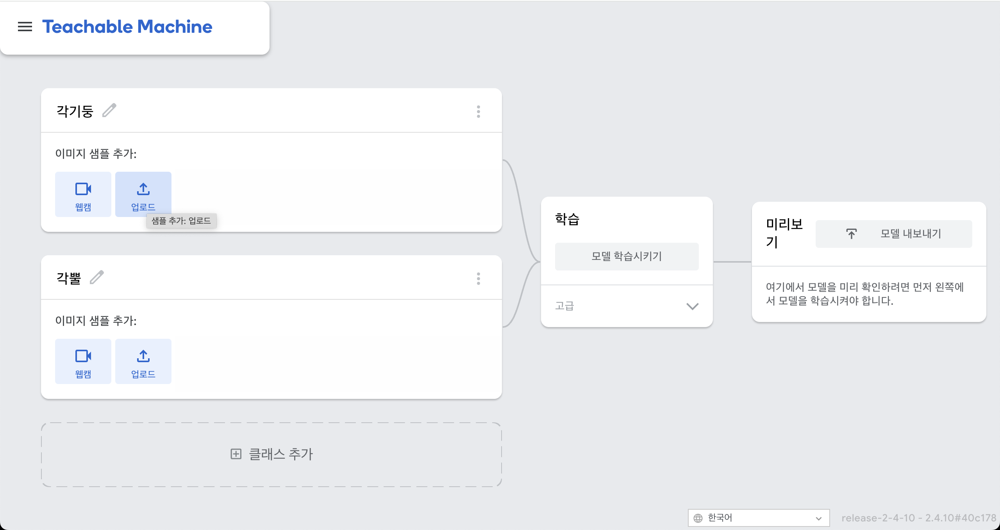 Teachable Machine
각기둥
이미지 샘플 추가:
웹캠
업로드
샘플 추가: 업로드
각뿔
이미지 샘플 추가:
웹캠
업로드
클래스 추가
학습
모델 학습시키기
고급
미리보
기
모델 내보내기
여기에서 모델을 미리 확인하려면 먼저 왼쪽에
서 모델을 학습시켜야 합니다.
한국어
release-2-4-10 - 2.4.10#40c178